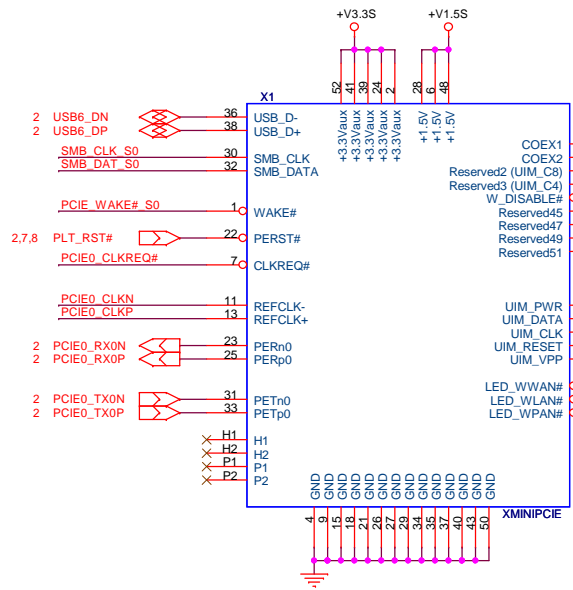 +V3.3S +V1.5S
52 41 39 24 2 28 6 48
X1
+3.3Vaux +3.3Vaux +3.3Vaux +3.3Vaux +3.3Vaux +1.5V +1.5V +1.5V
2 USB6_DN 36 USB_D-
2 USB6_DP 38 USB_D+
COEX1
COEX2
SMB_CLK_S0 30 SMB_CLK
SMB_DAT_S0 32 SMB_DATA
Reserved2 (UIM_C8)
Reserved3 (UIM_C4)
W_DISABLE#
PCIE_WAKE#_S0 1 WAKE#
Reserved45
Reserved47
2,7,8 PLT_RST# 22 PERST#
Reserved49
Reserved51
PCIE0_CLKREQ# 7 CLKREQ#
PCIE0_CLKN 11 REFCLK-
PCIE0_CLKP 13 REFCLK+
UIM_PWR
UIM_DATA
UIM_CLK
UIM_RESET
UIM_VPP
2 PCIE0_RX0N 23 PERn0
2 PCIE0_RX0P 25 PERp0
LED_WWAN#
LED_WLAN#
LED_WPAN#
2 PCIE0_TX0N 31 PETn0
2 PCIE0_TX0P 33 PETp0
H1 H1
H2 H2
P1 P1
P2 P2
GND GND GND GND GND GND GND GND GND GND GND GND GND GND
XMINIPCIE
4 9 15 18 21 26 27 29 34 35 37 40 43 50